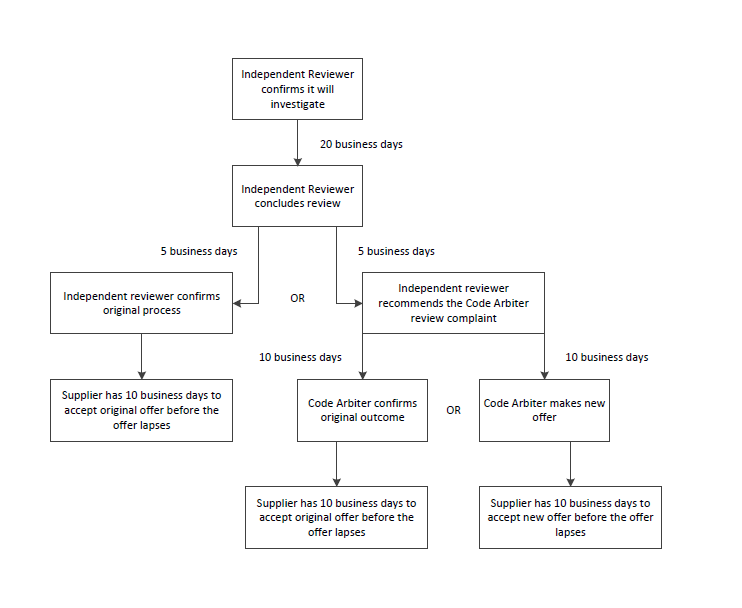 Independent Reviewer
confirms it will
investigate
20 business days
Independent Reviewer
concludes review
5 business days
5 business days
Independent reviewer confirms
original process
OR
Independent reviewer
recommends the Code Arbiter
review complaint
10 business days
10 business days
Supplier has 10 business days to
accept original offer before the
offer lapses
Code Arbiter confirms
original outcome
OR
Code Arbiter makes new
offer
Supplier has 10 business days to
accept original offer before the
offer lapses
Supplier has 10 business days to
accept new offer before the offer
lapses